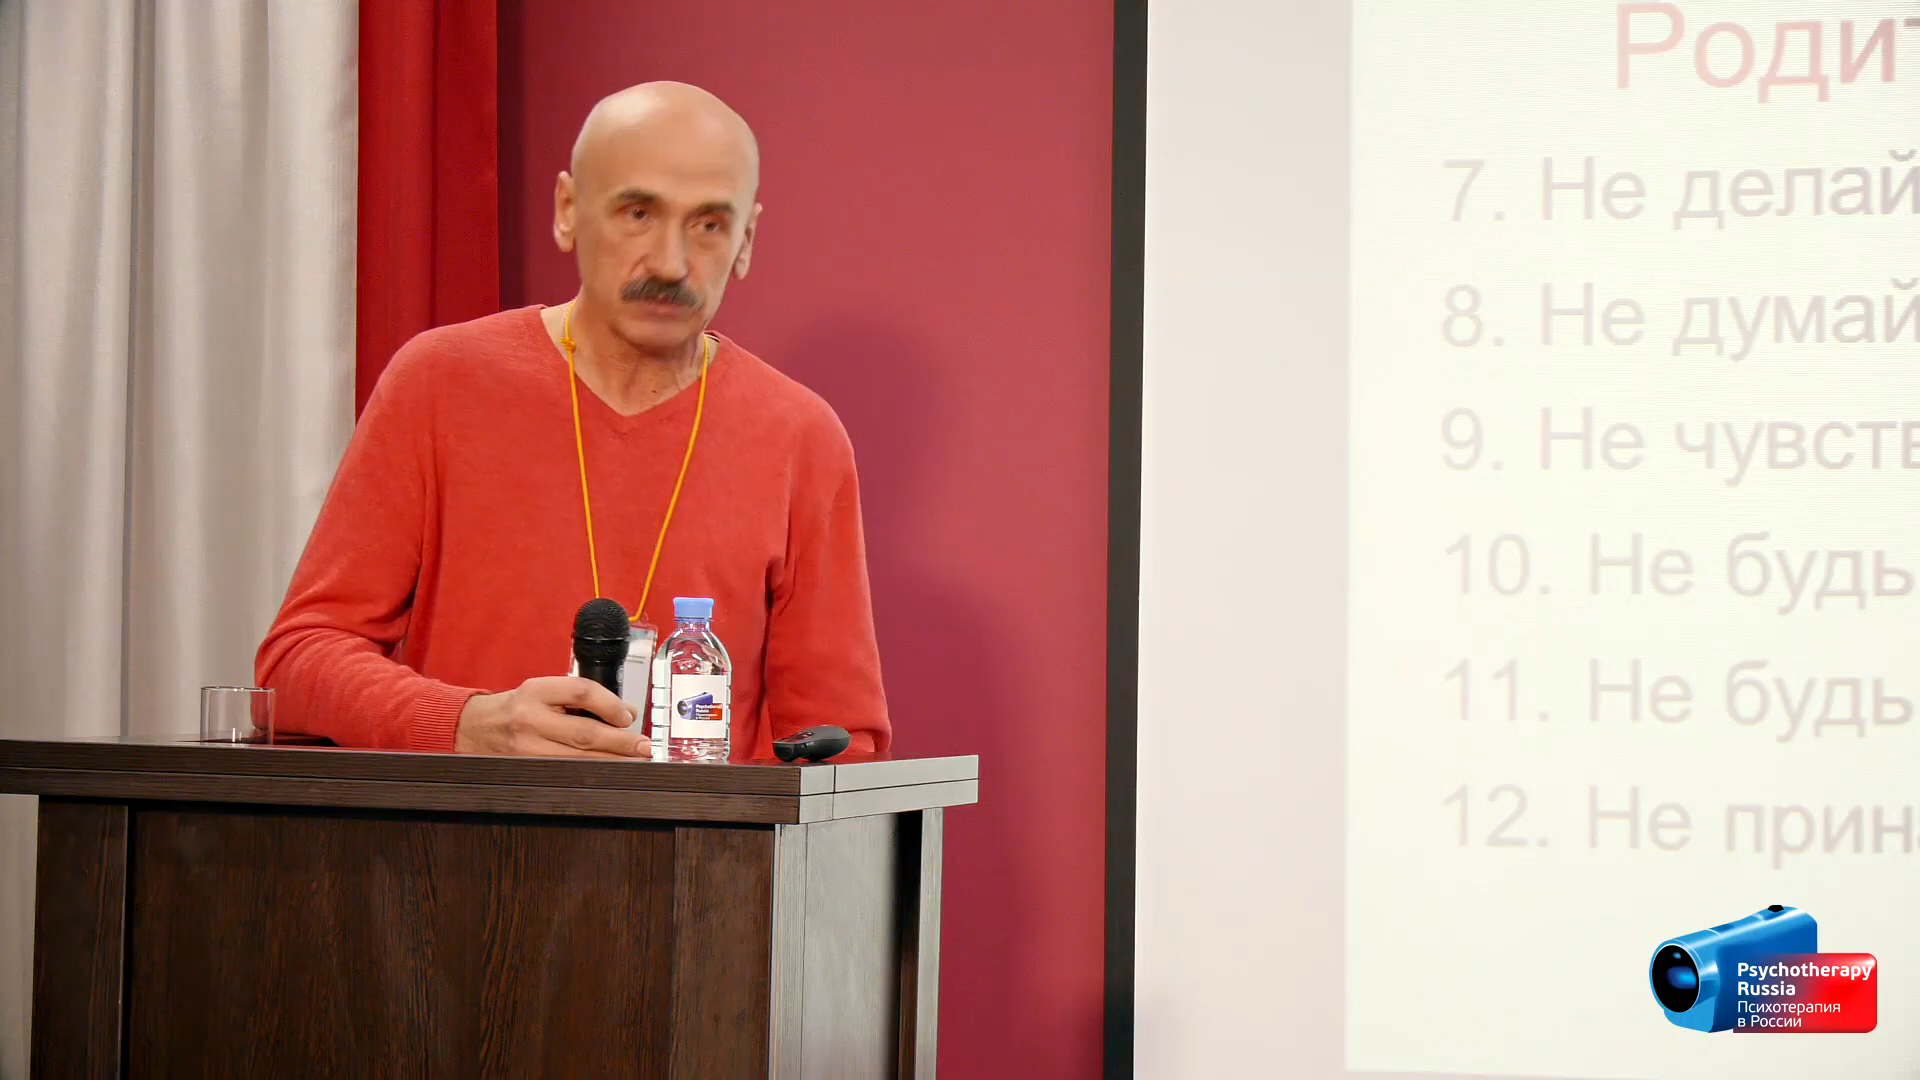 Родит
7. Не делай
8. Не думай
9. Не чувств
10. Не будь
11. Не будь
12. Не прина
Psychotherapy
Russia
Психотерапия
в России